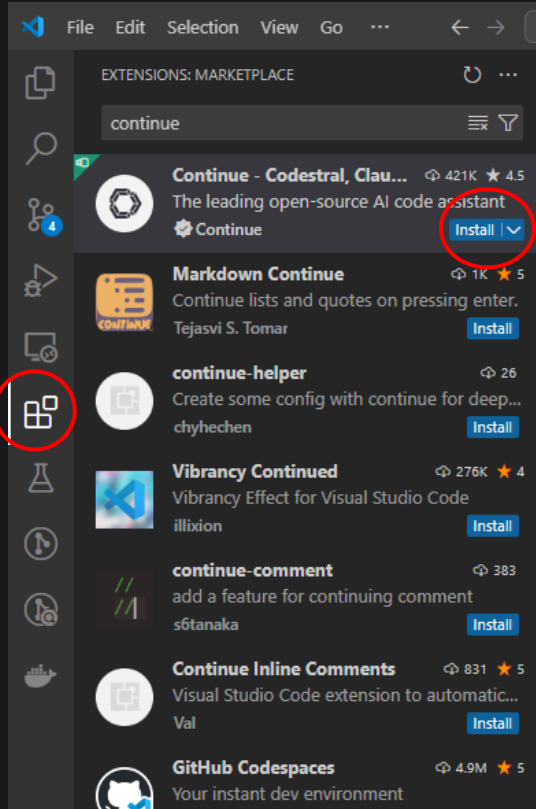 File Edit Selection View Go ...
EXTENSIONS: MARKETPLACE
continue
Continue - Codestral, Clau... 421K 4.5
The leading open-source AI code assistant
Continue Install
4
Markdown Continue 1K 5
Continue lists and quotes on pressing enter.
CONTINUE
Tejasvi S. Tomar Install
continue-helper 26
Create some config with continue for deep...
chyhechen Install
Vibrancy Continued 276K 4
Vibrancy Effect for Visual Studio Code
illixion Install
continue-comment 383
// add a feature for continuing comment
//
s6tanaka Install
Continue Inline Comments 831 5
Visual Studio Code extension to automatic...
Val Install
GitHub Codespaces 4.9M 5
Your instant dev environment